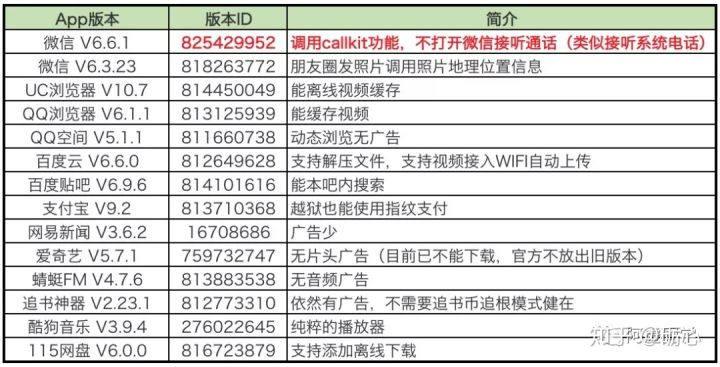 App版本 版本ID 简介
微信 V6.6.1 825429952 调用callkit功能，不打开微信接听通话（类似接听系统电话）
微信 V6.3.23 818263772 朋友圈发照片调用照片地理位置信息
UC浏览器 V10.7 814450049 能离线视频缓存
QQ浏览器 V6.1.1 813125939 能缓存视频
QQ空间 V5.1.1 811660738 动态浏览无广告
百度云 V6.6.0 812649628 支持解压文件，支持视频接入WIFI自动上传
百度贴吧 V6.9.6 814101616 能本吧内搜索
支付宝 V9.2 813710368 越狱也能使用指纹支付
网易新闻 V3.6.2 16708686 广告少
爱奇艺 V5.7.1 759732747 无片头广告（目前已不能下载，官方不放出旧版本）
蜻蜓FM V4.7.6 813883538 无音频广告
追书神器 V2.23.1 812773310 依然有广告，不需要追书币追根模式健在
酷狗音乐 V3.9.4 276022645 纯粹的播放器
115网盘 V6.0.0 816723879 支持添加离线下载